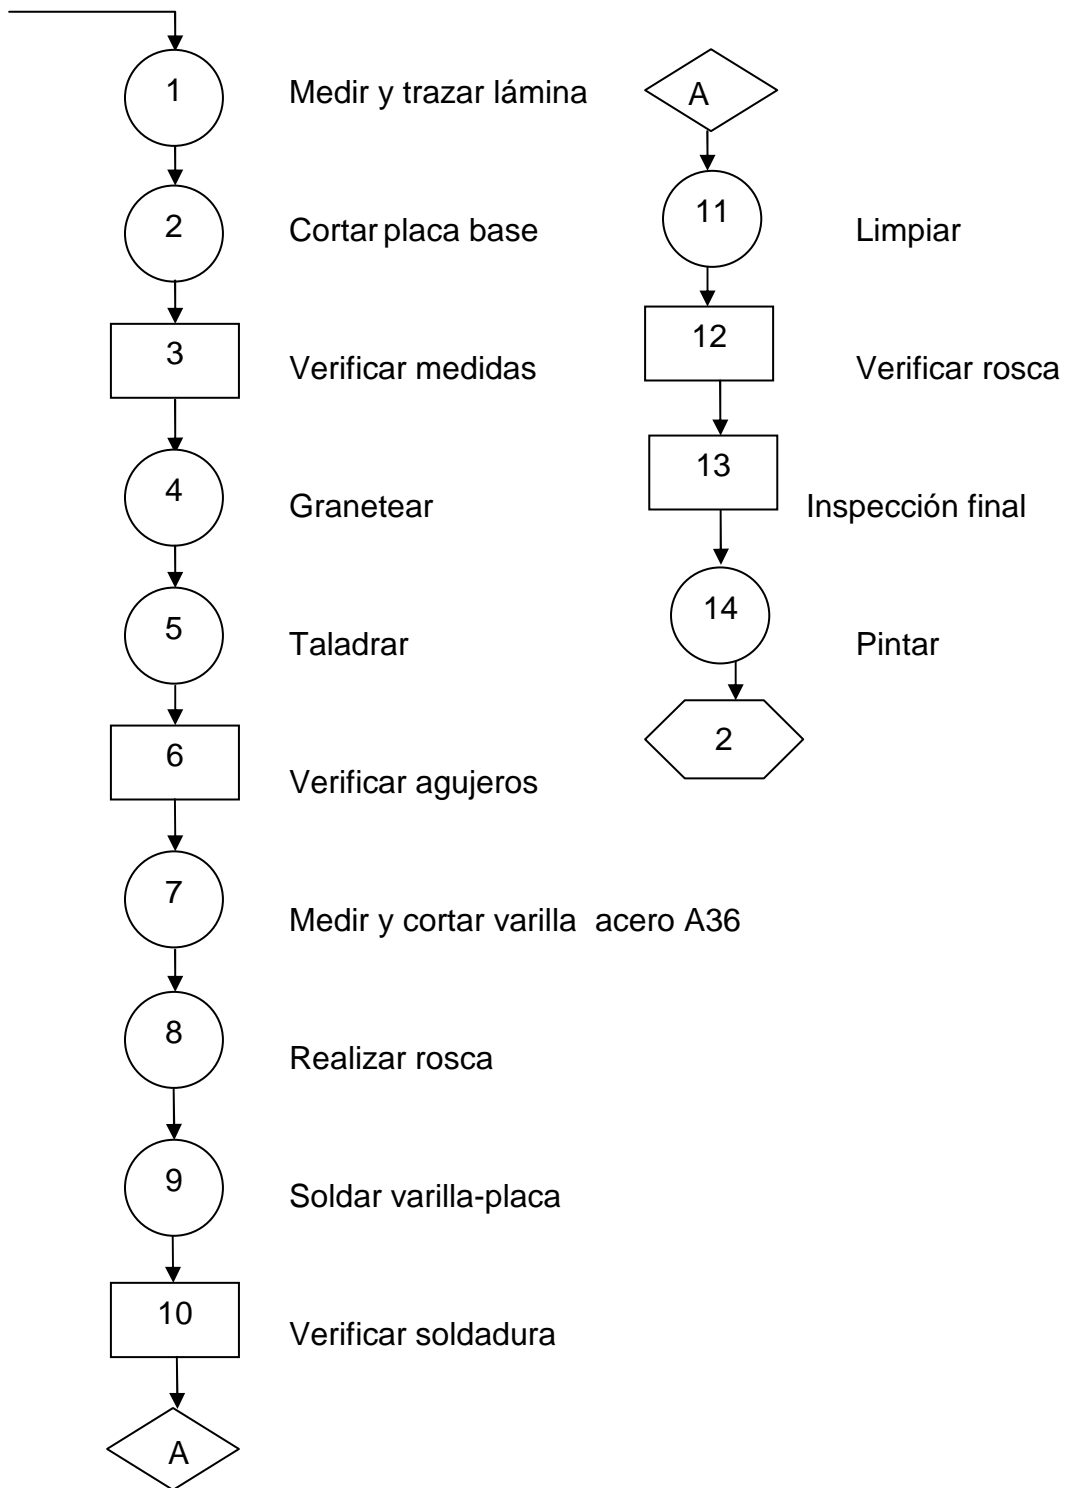 1
Medir y trazar lámina
2
Cortar placa base
3
Verificar medidas
4
Granetear
5
Taladrar
6
Verificar agujeros
7
Medir y cortar varilla acero A36
8
Realizar rosca
9
Soldar varilla-placa
10
Verificar soldadura
A
A
11
Limpiar
12
Verificar rosca
13
Inspección final
14
Pintar
2